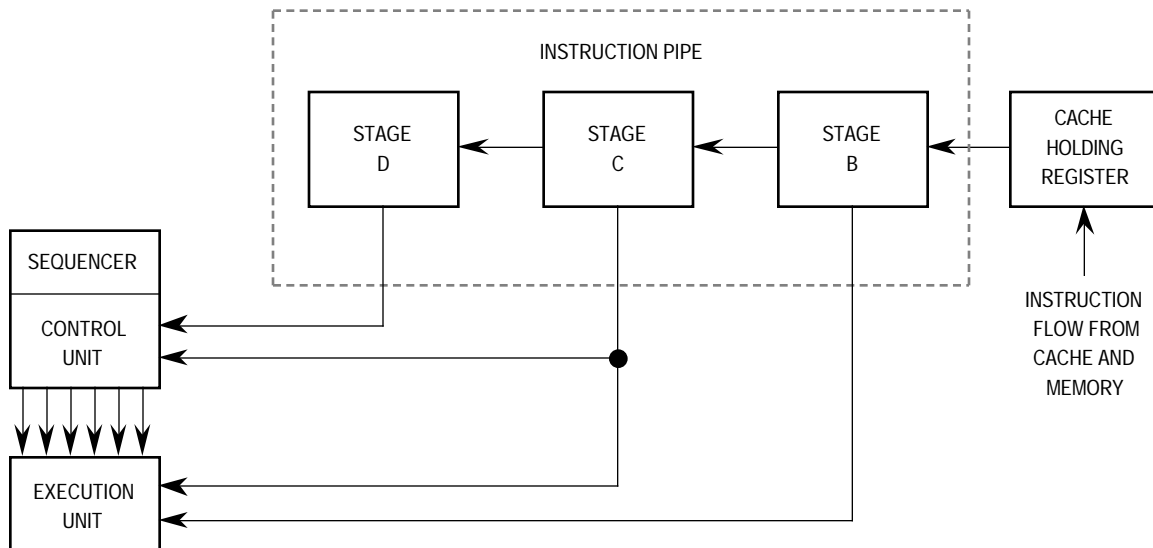 INSTRUCTION PIPE
STAGE
D
STAGE
C
STAGE
B
CACHE
HOLDING
REGISTER
SEQUENCER
CONTROL
UNIT
INSTRUCTION
FLOW FROM
CACHE AND
MEMORY
EXECUTION
UNIT